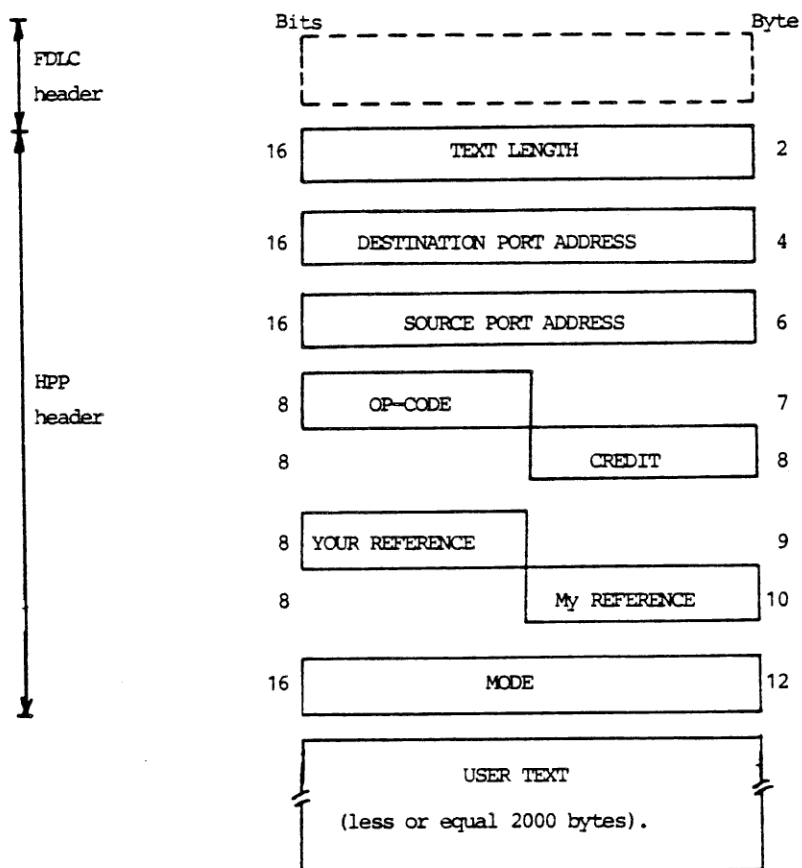 Bits Byte
FDLC
header
16 TEXT LENGTH 2
16 DESTINATION PORT ADDRESS 4
16 SOURCE PORT ADDRESS 6
HPP
header
8 OP-CODE 7
8 CREDIT 8
8 YOUR REFERENCE 9
8 My REFERENCE 10
16 MODE 12
USER TEXT
(less or equal 2000 bytes).